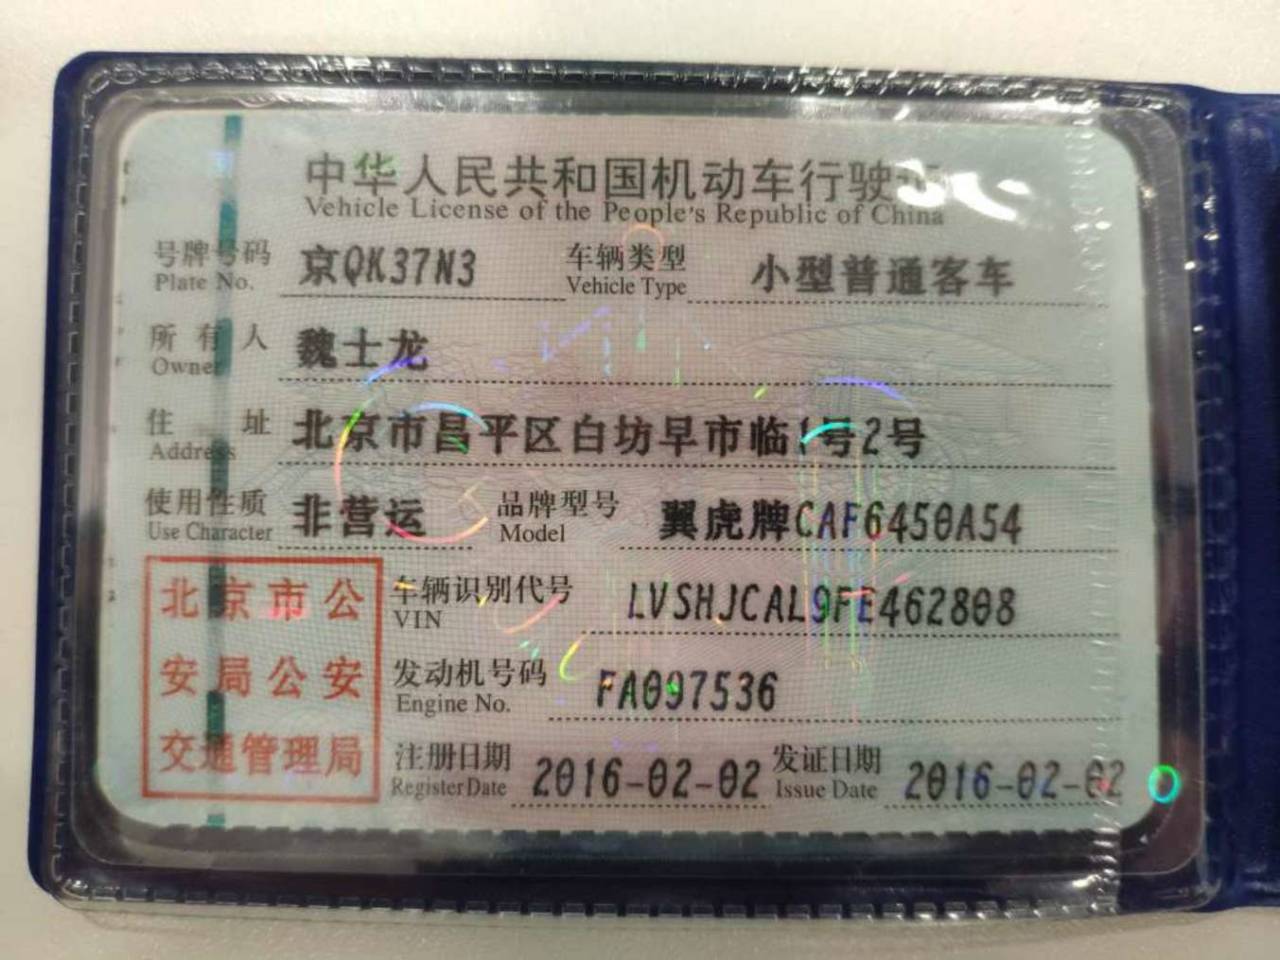 中华人民共和国机动车行驶
Vehicle License of the People's Republic of China
号牌号码 京QK37N3 车辆类型 小型普通客车
Plate No. Vehicle Type
所有人 魏士龙
Owner
住址 北京市昌平区白坊早市临1号2号
Address
使用性质 非营运 品牌型号 翼虎牌CAF6450A54
Use Character Model
北京市公 车辆识别代号 LVSHJCAL9FE462808
VIN
安局公安 发动机号码 FA097536
Engine No.
交通管理局 注册日期 2016-02-02 发证日期 2016-02-02
Register Date Issue Date